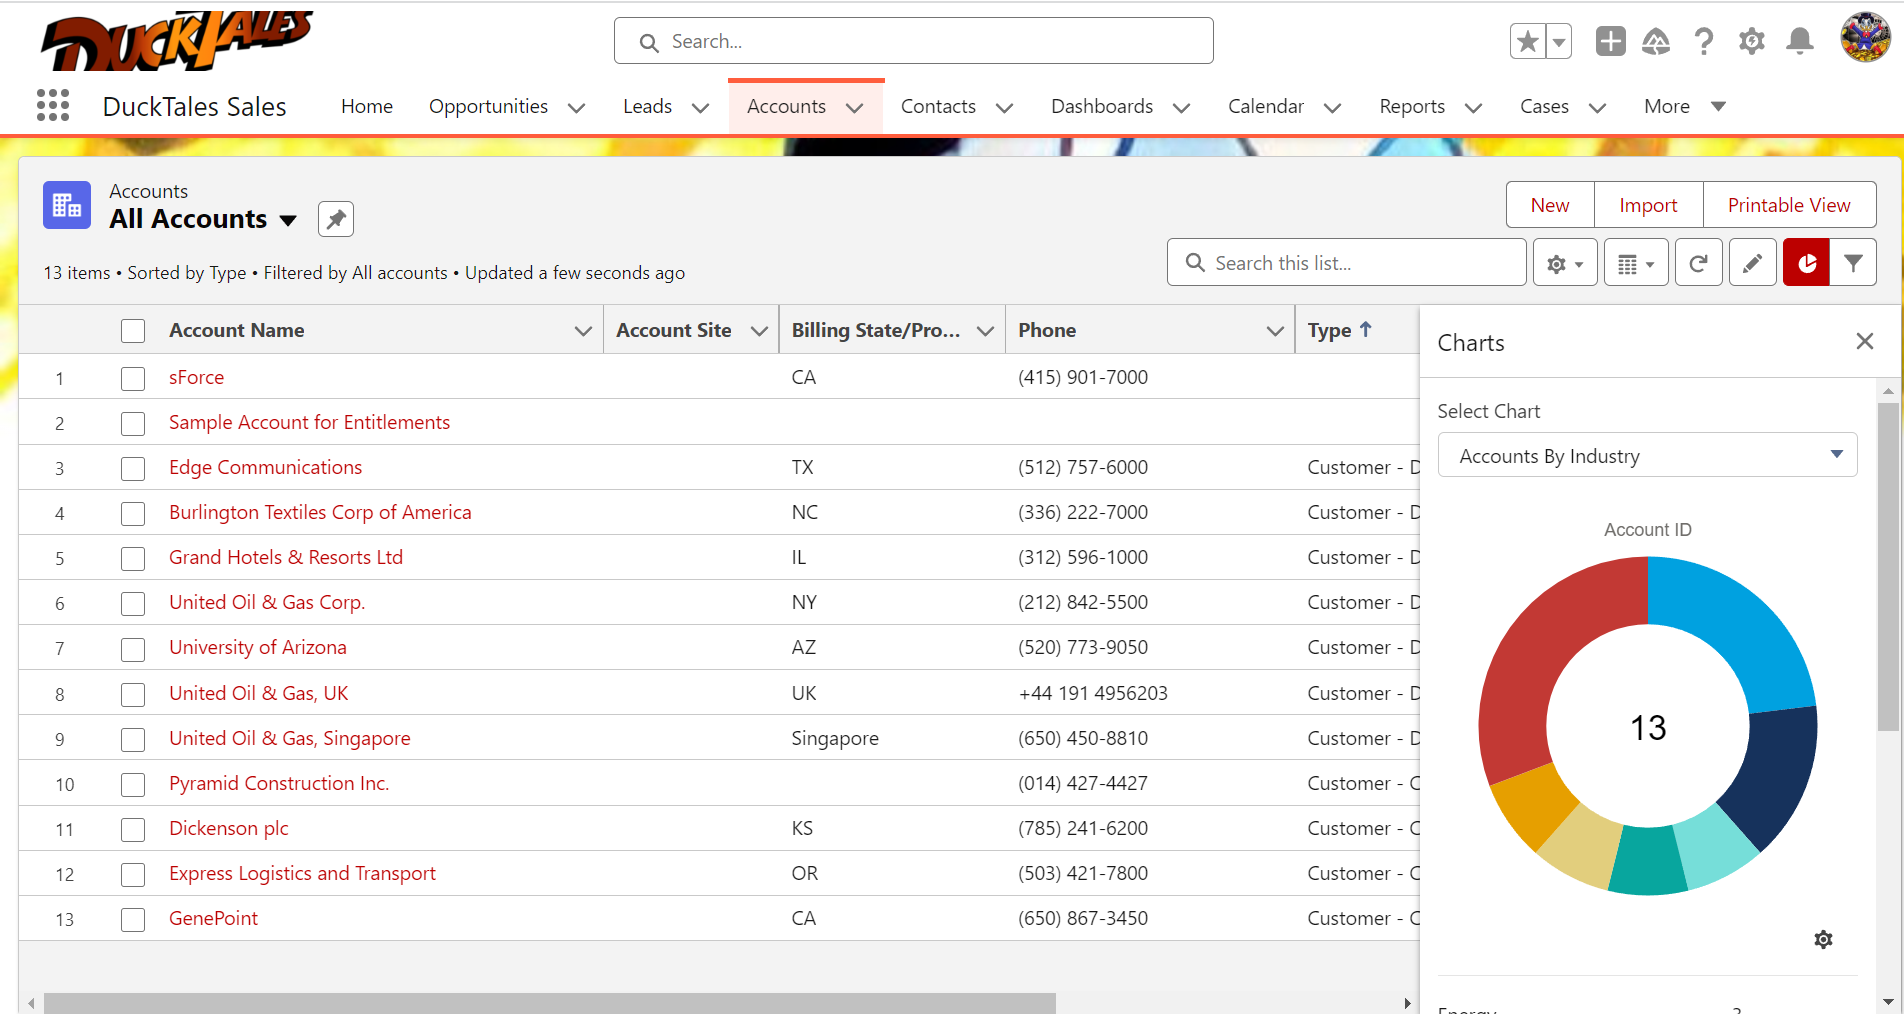 DUCKTALES
Search...
DuckTales Sales
Home
Opportunities
Leads
Accounts
Contacts
Dashboards
Calendar
Reports
Cases
More
Accounts
All Accounts
New
Import
Printable View
13 items • Sorted by Type • Filtered by All accounts • Updated a few seconds ago
Search this list...
Account Name Account Site Billing State/Pro... Phone Type
1 sForce CA (415) 901-7000
2 Sample Account for Entitlements
3 Edge Communications TX (512) 757-6000 Customer - D
4 Burlington Textiles Corp of America NC (336) 222-7000 Customer - D
5 Grand Hotels & Resorts Ltd IL (312) 596-1000 Customer - D
6 United Oil & Gas Corp. NY (212) 842-5500 Customer - D
7 University of Arizona AZ (520) 773-9050 Customer - D
8 United Oil & Gas, UK UK +44 191 4956203 Customer - D
9 United Oil & Gas, Singapore Singapore (650) 450-8810 Customer - D
10 Pyramid Construction Inc. (014) 427-4427 Customer - C
11 Dickenson plc KS (785) 241-6200 Customer - C
12 Express Logistics and Transport OR (503) 421-7800 Customer - C
13 GenePoint CA (650) 867-3450 Customer - C
Charts
Select Chart
Accounts By Industry
Account ID
13
Energy